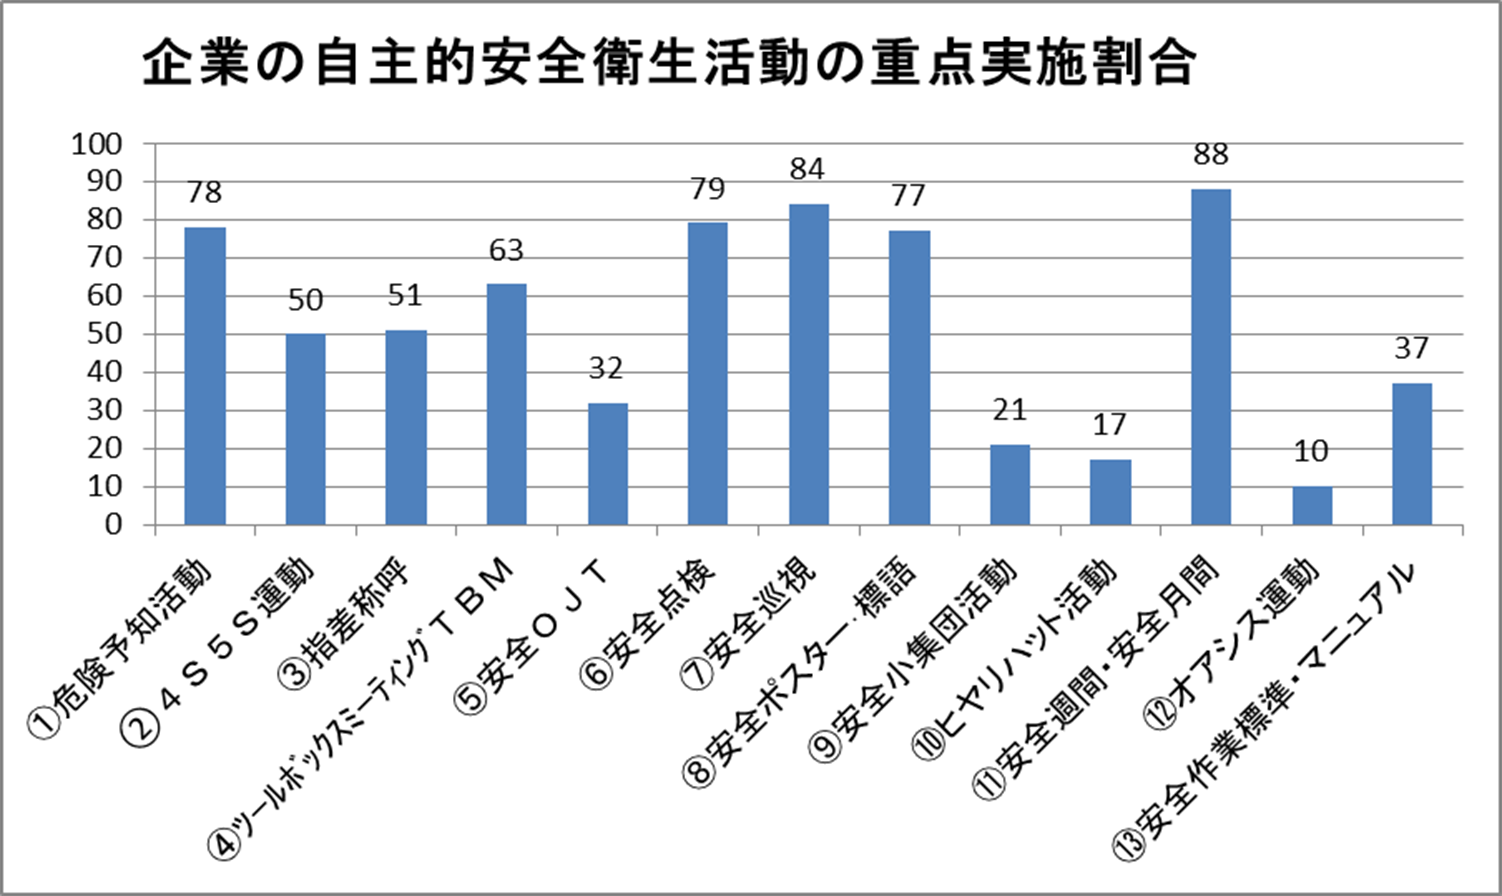 企業の自主的安全衛生活動の重点実施割合
100
90
80
70
60
50
40
30
20
10
0
78
50
51
63
32
79
84
77
21
17
88
10
37
①危険予知活動
②４Ｓ５Ｓ運動
③指差称呼
④ﾂｰﾙﾎﾞｯｸｽﾐｰﾃｨﾝｸﾞＴＢＭ
⑤安全ＯＪＴ
⑥安全点検
⑦安全巡視
⑧安全ポスター・標語
⑨安全小集団活動
⑩ヒヤリハット活動
⑪安全週間・安全月間
⑫オアシス運動
⑬安全作業標準・マニュアル